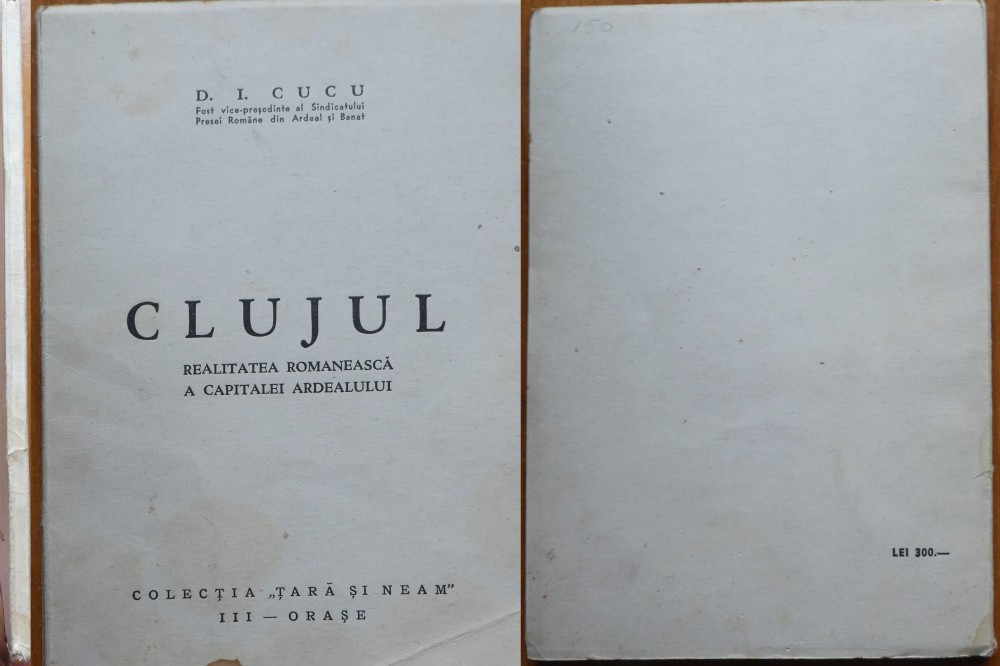 D. I. CUCU
Fost vice-președinte al Sindicatului
Presei Române din Ardeal și Banat
CLUJUL
REALITATEA ROMANEASCĂ
A CAPITALEI ARDEALULUI
COLECȚIA „ȚARĂ ȘI NEAM”
III — ORAȘE
150
LEI 300.—